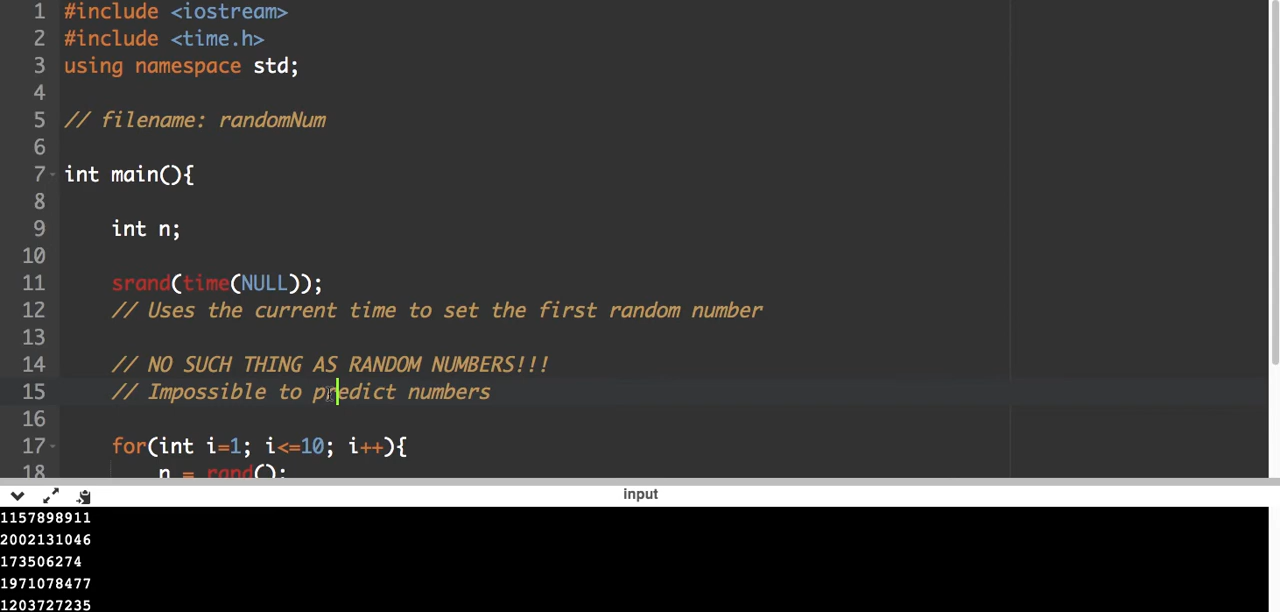 1 #include <iostream>
2 #include <time.h>
3 using namespace std;
4
5 // filename: randomNum
6
7 int main(){
8
9 int n;
10
11 srand(time(NULL));
12 // Uses the current time to set the first random number
13
14 // NO SUCH THING AS RANDOM NUMBERS!!!
15 // Impossible to predict numbers
16
17 for(int i=1; i<=10; i++){
18 n = rand();
input
1157898911
2002131046
173506274
1971078477
1203727235